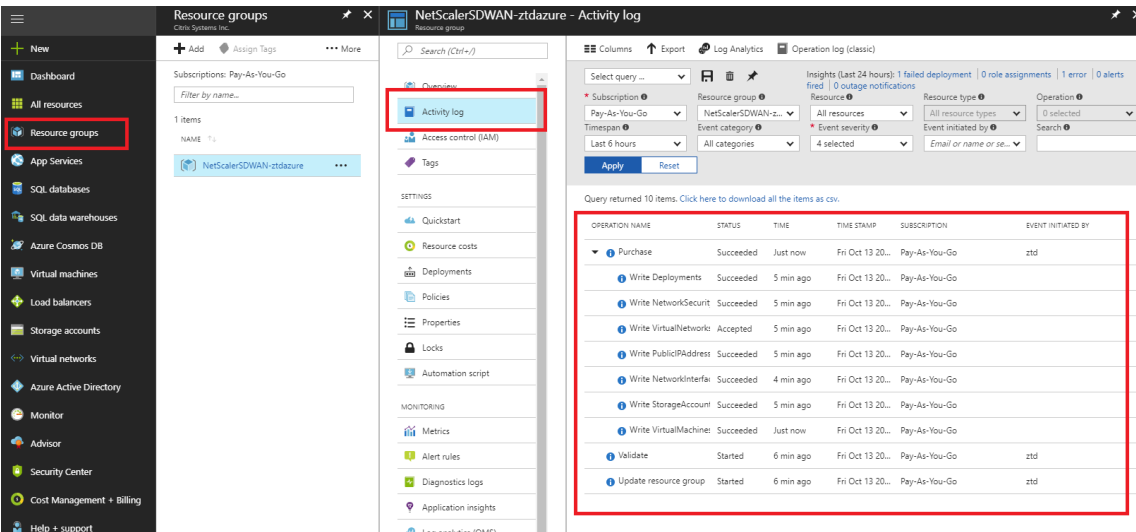 Resource groups
Citrix Systems Inc.
NetScalerSDWAN-ztdazure - Activity log
Resource group
New
Dashboard
All resources
Resource groups
App Services
SQL databases
SQL data warehouses
Azure Cosmos DB
Virtual machines
Load balancers
Storage accounts
Virtual networks
Azure Active Directory
Monitor
Advisor
Security Center
Cost Management + Billing
Help + support
Add Assign Tags ••• More
Subscriptions: Pay-As-You-Go
Filter by name...
1 items
NAME
NetScalerSDWAN-ztdazure •••
Search (Ctrl+/)
Overview
Activity log
Access control (IAM)
Tags
SETTINGS
Quickstart
Resource costs
Deployments
Policies
Properties
Locks
Automation script
MONITORING
Metrics
Alert rules
Diagnostics logs
Application insights
Log analytics (OMS)
Columns Export Log Analytics Operation log (classic)
Select query ...
Insights (Last 24 hours): 1 failed deployment | 0 role assignments | 1 error | 0 alerts
fired | 0 outage notifications
* Subscription Resource group * Resource Resource type Operation
Pay-As-You-Go NetScalerSDWAN-z... All resources All resource types 0 selected
Timespan Event category * Event severity Event initiated by Search
Last 6 hours All categories 4 selected Email or name or se...
Apply Reset
Query returned 10 items. Click here to download all the items as csv.
OPERATION NAME STATUS TIME TIME STAMP SUBSCRIPTION EVENT INITIATED BY
Purchase Succeeded Just now Fri Oct 13 20... Pay-As-You-Go ztd
Write Deployments Succeeded 5 min ago Fri Oct 13 20... Pay-As-You-Go
Write NetworkSecurit Succeeded 5 min ago Fri Oct 13 20... Pay-As-You-Go
Write VirtualNetworks Accepted 5 min ago Fri Oct 13 20... Pay-As-You-Go
Write PublicIPAddress Succeeded 5 min ago Fri Oct 13 20... Pay-As-You-Go
Write NetworkInterfac Succeeded 4 min ago Fri Oct 13 20... Pay-As-You-Go
Write StorageAccount Succeeded 5 min ago Fri Oct 13 20... Pay-As-You-Go
Write VirtualMachines Succeeded Just now Fri Oct 13 20... Pay-As-You-Go
Validate Started 6 min ago Fri Oct 13 20... Pay-As-You-Go ztd
Update resource group Started 6 min ago Fri Oct 13 20... Pay-As-You-Go ztd